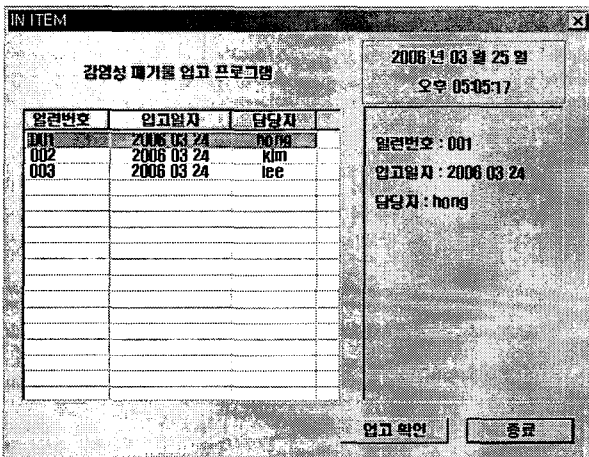 IN ITEM
감염성 폐기물 입고 프로그램
2006 년 03 월 25 일
오후 05:05:17
일련번호 입고일자 담당자
001 2006 03 24 hong
002 2006 03 24 kim
003 2006 03 24 lee
일련번호 : 001
입고일자 : 2006 03 24
담당자 : hong
입고 확인 종료